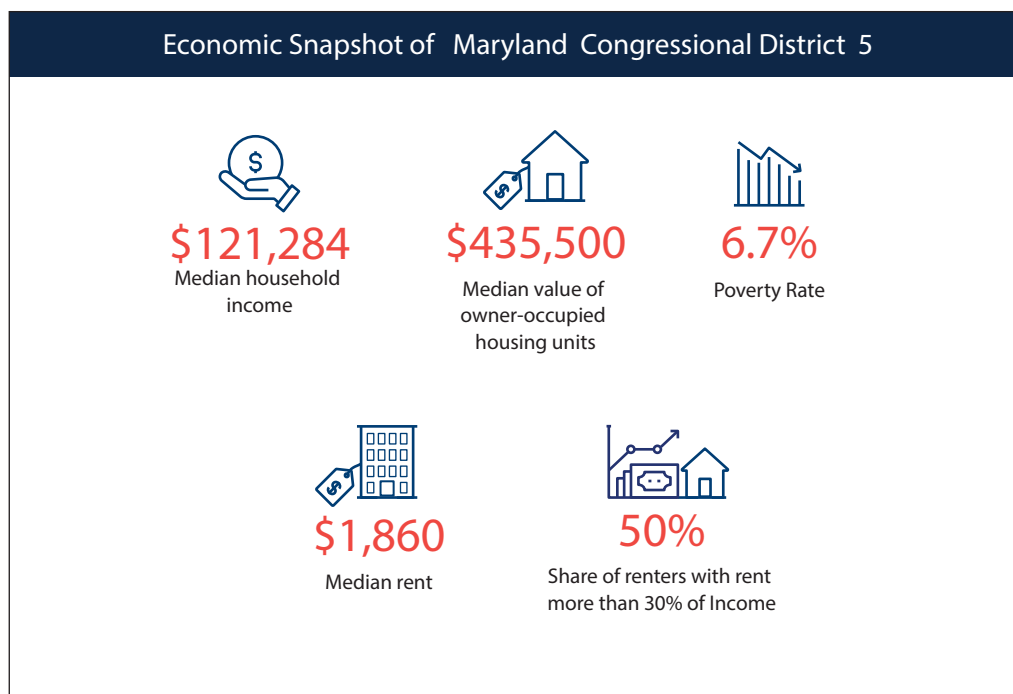 Economic Snapshot of Maryland Congressional District 5
$
$
$121,284
Median household
income
$435,500
Median value of
owner-occupied
housing units
6.7%
Poverty Rate
$
$1,860
Median rent
50%
Share of renters with rent
more than 30% of Income